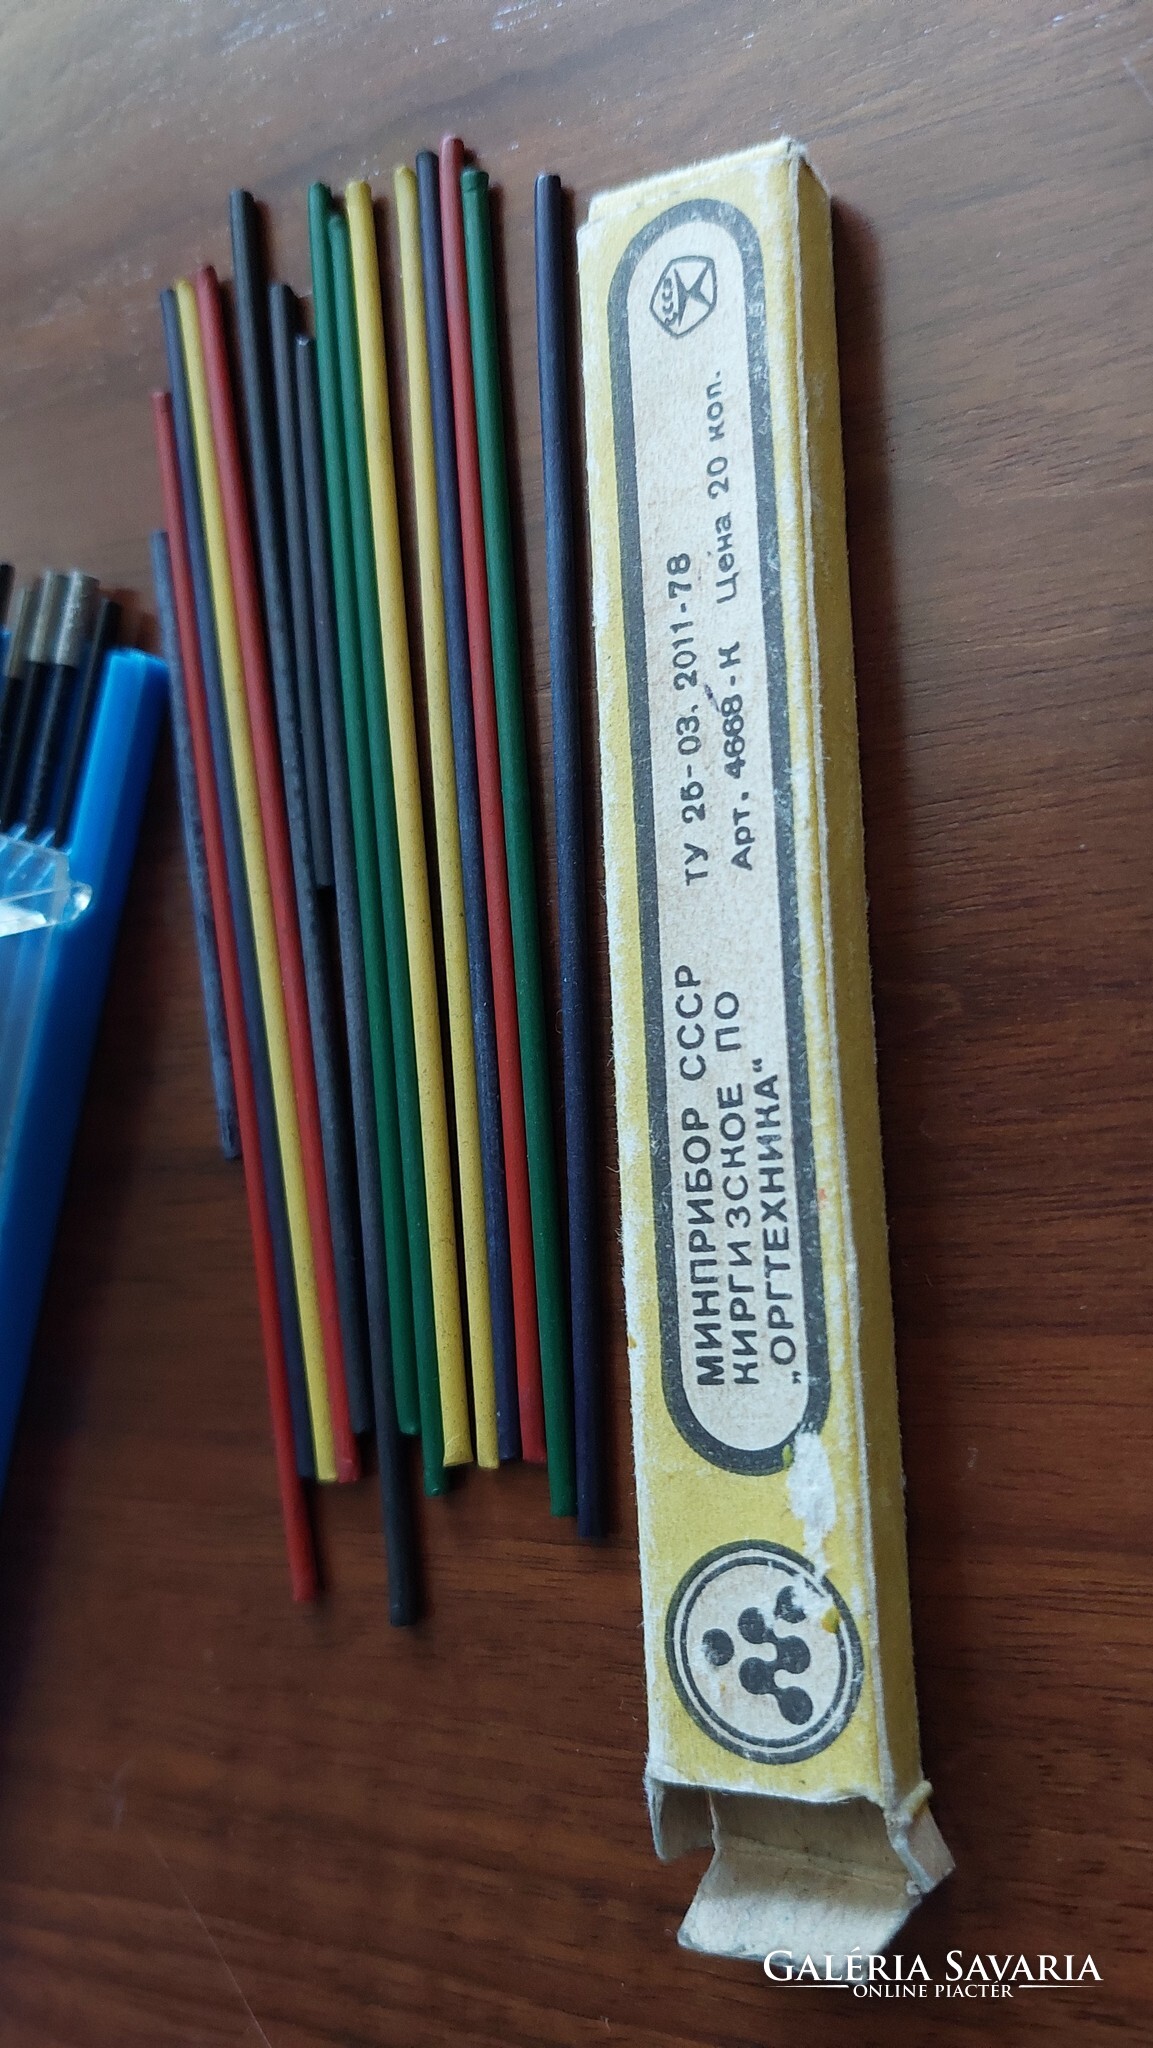 МИНПРИБОР СССР
КИРГИЗСКОЕ ПО
„ОРГТЕХНИКА“
ТУ 25-03. 2011-78
Арт. 4668-К Цена 20 коп.
GALÉRIA SAVARIA
ONLINE PIACTÉR